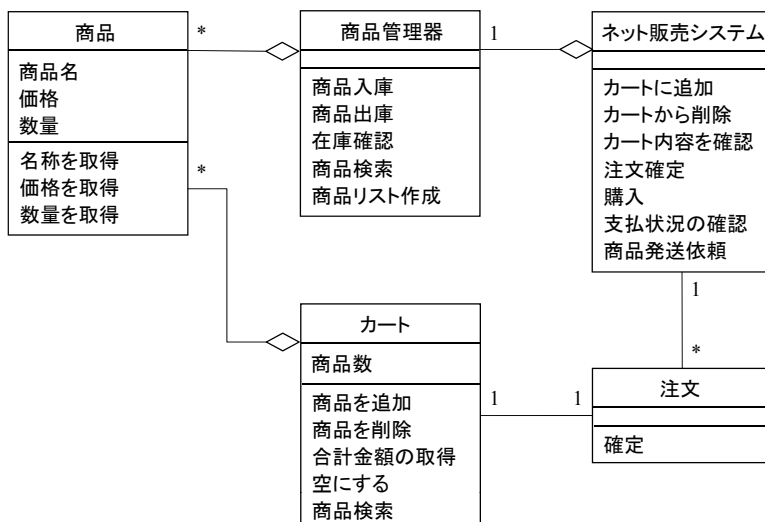 商品
商品名
価格
数量
名称を取得
価格を取得
数量を取得
*
*
商品管理器
商品入庫
商品出庫
在庫確認
商品検索
商品リスト作成
1
ネット販売システム
カートに追加
カートから削除
カート内容を確認
注文確定
購入
支払状況の確認
商品発送依頼
1
*
カート
商品数
商品を追加
商品を削除
合計金額の取得
空にする
商品検索
1
1
注文
確定